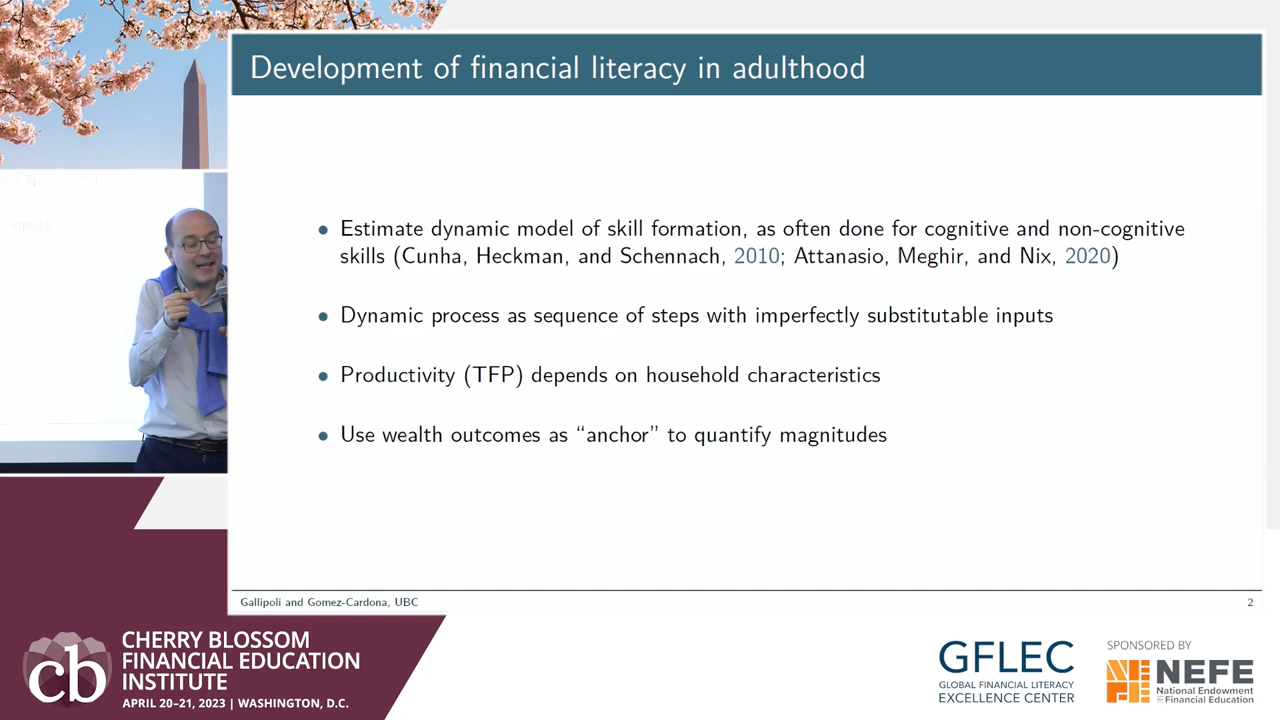 Development of financial literacy in adulthood
• Estimate dynamic model of skill formation, as often done for cognitive and non-cognitive
skills (Cunha, Heckman, and Schennach, 2010; Attanasio, Meghir, and Nix, 2020)
• Dynamic process as sequence of steps with imperfectly substitutable inputs
• Productivity (TFP) depends on household characteristics
• Use wealth outcomes as “anchor” to quantify magnitudes
Gallipoli and Gomez-Cardona, UBC
2
cb
CHERRY BLOSSOM
FINANCIAL EDUCATION
INSTITUTE
APRIL 20–21, 2023 | WASHINGTON, D.C.
GFLEC
GLOBAL FINANCIAL LITERACY
EXCELLENCE CENTER
SPONSORED BY
NEFE
National Endowment
for Financial Education